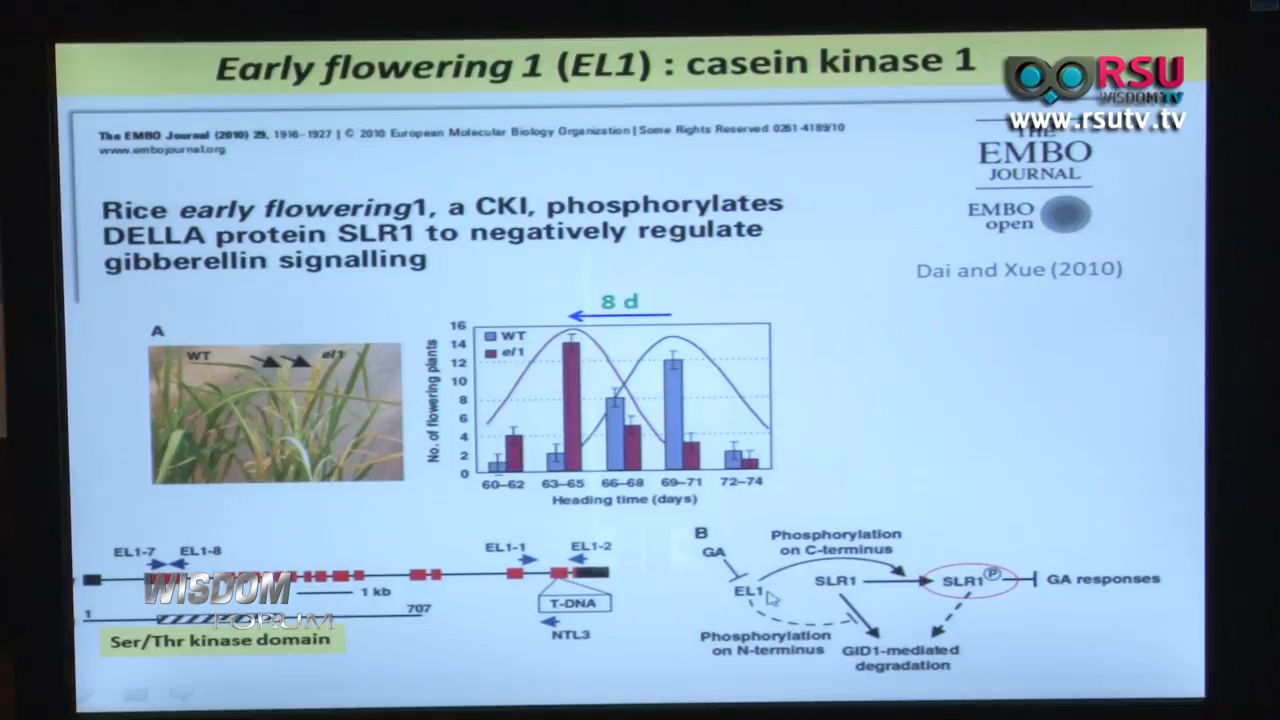 Early flowering 1 (EL1) : casein kinase 1
RSU
WISDOM TV
www.rsutv.tv
The EMBO Journal (2010) 29, 1916–1927 | © 2010 European Molecular Biology Organization | Some Rights Reserved 0261-4189/10
www.embojournal.org
THE
EMBO
JOURNAL
EMBO
open
Rice early flowering1, a CKI, phosphorylates
DELLA protein SLR1 to negatively regulate
gibberellin signalling
Dai and Xue (2010)
8 d
A
WT
el1
No. of flowering plants
16
14
12
10
8
6
4
2
0
WT
el1
60–62 63–65 66–68 69–71 72–74
Heading time (days)
EL1-7 EL1-8
EL1-1 EL1-2
1 kb
T-DNA
NTL3
1 707
Ser/Thr kinase domain
WISDOM
FORUM
B
GA
Phosphorylation
on C-terminus
EL1
SLR1
SLR1 P
GA responses
Phosphorylation
on N-terminus
GID1-mediated
degradation